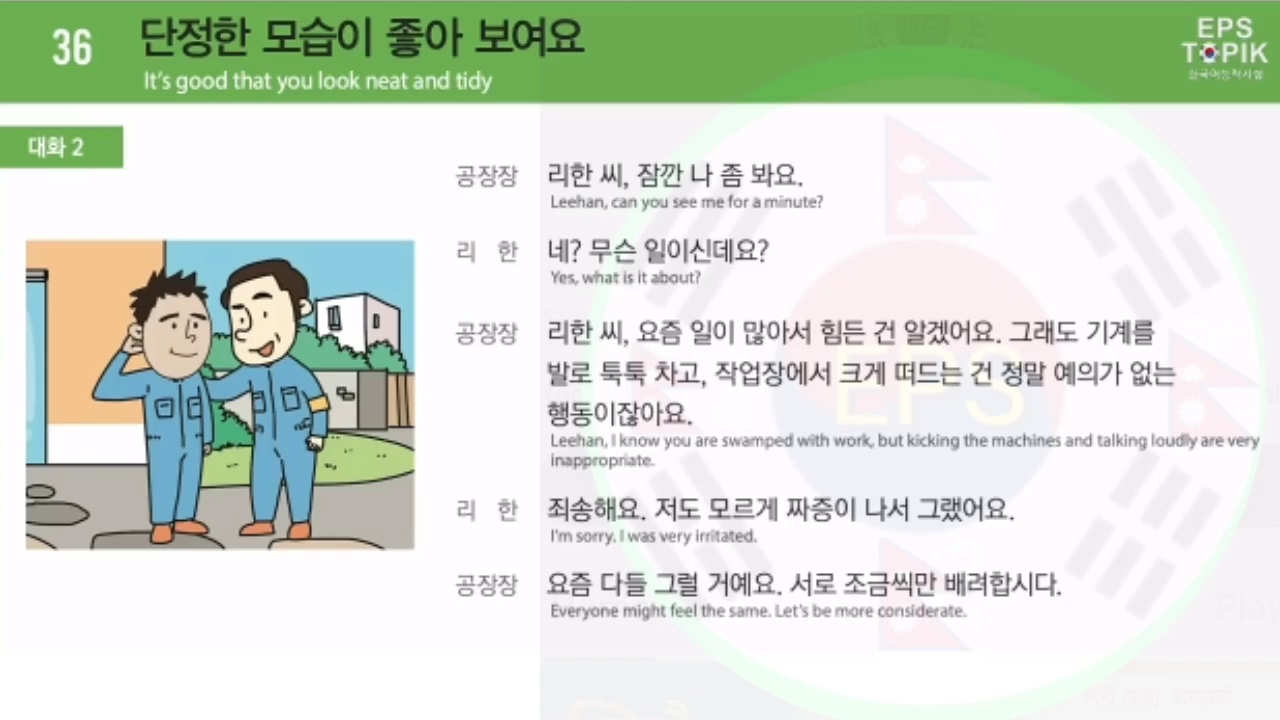 36
단정한 모습이 좋아 보여요
It's good that you look neat and tidy
EPS
TOPIK
한국어능력시험
대화 2
공장장 리한 씨, 잠깐 나 좀 봐요.
Leehan, can you see me for a minute?
리 한 네? 무슨 일이신데요?
Yes, what is it about?
공장장 리한 씨, 요즘 일이 많아서 힘든 건 알겠어요. 그래도 기계를
발로 툭툭 차고, 작업장에서 크게 떠드는 건 정말 예의가 없는
행동이잖아요.
Leehan, I know you are swamped with work, but kicking the machines and talking loudly are very
inappropriate.
리 한 죄송해요. 저도 모르게 짜증이 나서 그랬어요.
I'm sorry. I was very irritated.
공장장 요즘 다들 그럴 거예요. 서로 조금씩만 배려합시다.
Everyone might feel the same. Let's be more considerate.
EPS
Play